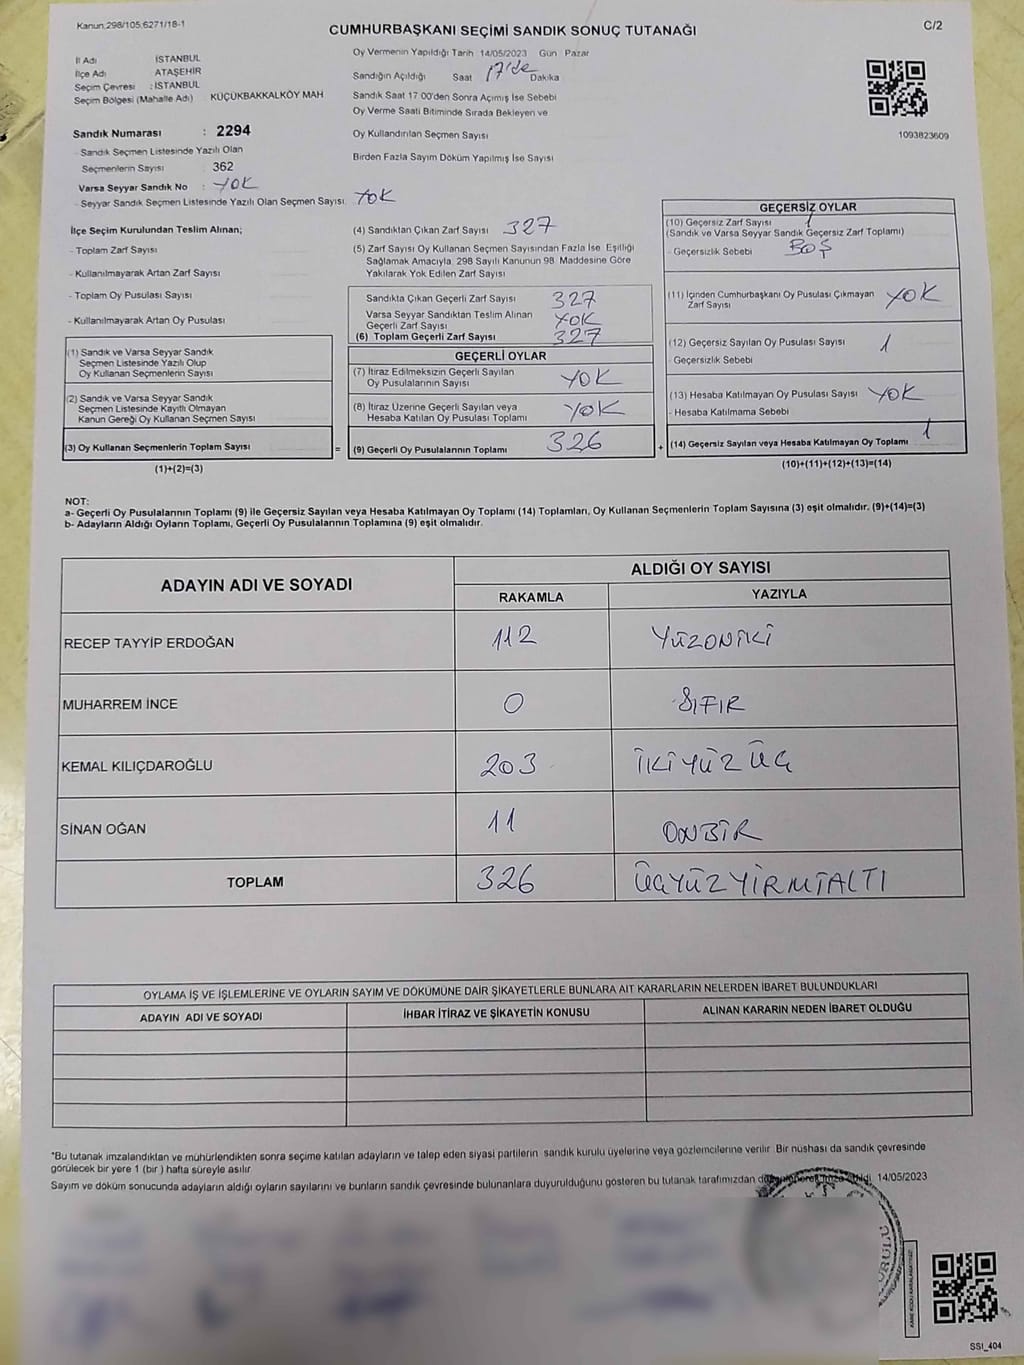 Kanun.298/105.6271/18-1
C/2
CUMHURBAŞKANI SEÇİMİ SANDIK SONUÇ TUTANAĞI
İl Adı İSTANBUL
İlçe Adı ATAŞEHİR
Seçim Çevresi : İSTANBUL
Seçim Bölgesi (Mahalle Adı) KÜÇÜKBAKKALKÖY MAH
Sandık Numarası : 2294
- Sandık Seçmen Listesinde Yazılı Olan
Seçmenlerin Sayısı 362
Varsa Seyyar Sandık No : YOK
- Seyyar Sandık Seçmen Listesinde Yazılı Olan Seçmen Sayısı. YOK
Oy Vermenin Yapıldığı Tarih 14/05/2023 Gün Pazar
Sandığın Açıldığı Saat 17'de Dakika
Sandık Saat 17:00'den Sonra Açımış İse Sebebi
Oy Verme Saati Bitiminde Sırada Bekleyen ve
Oy Kullandırılan Seçmen Sayısı
Birden Fazla Sayım Döküm Yapılmış İse Sayısı
1093823609
İlçe Seçim Kurulundan Teslim Alınan;
- Toplam Zarf Sayısı
- Kullanılmayarak Artan Zarf Sayısı
- Toplam Oy Pusulası Sayısı
- Kullanılmayarak Artan Oy Pusulası
(1) Sandık ve Varsa Seyyar Sandık
Seçmen Listesinde Yazılı Olup
Oy Kullanan Seçmenlerin Sayısı
(2) Sandık ve Varsa Seyyar Sandık
Seçmen Listesinde Kayıtlı Olmayan
Kanun Gereği Oy Kullanan Seçmen Sayısı
(3) Oy Kullanan Seçmenlerin Toplam Sayısı =
(1)+(2)=(3)
(4) Sandıktan Çıkan Zarf Sayısı 327
(5) Zarf Sayısı Oy Kullanan Seçmen Sayısından Fazla İse, Eşitliği
Sağlamak Amacıyla, 298 Sayılı Kanunun 98. Maddesine Göre
Yakılarak Yok Edilen Zarf Sayısı
Sandıkta Çıkan Geçerli Zarf Sayısı 327
Varsa Seyyar Sandıktan Teslim Alınan
Geçerli Zarf Sayısı YOK
(6) Toplam Geçerli Zarf Sayısı 327
GEÇERLİ OYLAR
(7) İtiraz Edilmeksizin Geçerli Sayılan
Oy Pusulalarının Sayısı YOK
(8) İtiraz Üzerine Geçerli Sayılan veya
Hesaba Katılan Oy Pusulası Toplamı YOK
(9) Geçerli Oy Pusulalarının Toplamı 326 +
GEÇERSİZ OYLAR
(10) Geçersiz Zarf Sayısı 1
(Sandık ve Varsa Seyyar Sandık Geçersiz Zarf Toplamı)
- Geçersizlik Sebebi BOŞ
(11) İçinden Cumhurbaşkanı Oy Pusulası Çıkmayan
Zarf Sayısı YOK
(12) Geçersiz Sayılan Oy Pusulası Sayısı 1
- Geçersizlik Sebebi
(13) Hesaba Katılmayan Oy Pusulası Sayısı YOK
- Hesaba Katılmama Sebebi
(14) Geçersiz Sayılan veya Hesaba Katılmayan Oy Toplamı 1
(10)+(11)+(12)+(13)=(14)
NOT:
a- Geçerli Oy Pusulalarının Toplamı (9) ile Geçersiz Sayılan veya Hesaba Katılmayan Oy Toplamı (14) Toplamları, Oy Kullanan Seçmenlerin Toplam Sayısına (3) eşit olmalıdır. (9)+(14)=(3)
b- Adayların Aldığı Oyların Toplamı, Geçerli Oy Pusulalarının Toplamına (9) eşit olmalıdır.
ADAYIN ADI VE SOYADI ALDIĞI OY SAYISI
RAKAMLA YAZIYLA
RECEP TAYYİP ERDOĞAN 112 YÜZONİKİ
MUHARREM İNCE 0 SIFIR
KEMAL KILIÇDAROĞLU 203 İKİYÜZÜÇ
SİNAN OĞAN 11 ONBİR
TOPLAM 326 ÜÇYÜZYİRMİALTI
OYLAMA İŞ VE İŞLEMLERİNE VE OYLARIN SAYIM VE DÖKÜMÜNE DAİR ŞİKAYETLERLE BUNLARA AİT KARARLARIN NELERDEN İBARET BULUNDUKLARI
ADAYIN ADI VE SOYADI İHBAR İTİRAZ VE ŞİKAYETİN KONUSU ALINAN KARARIN NEDEN İBARET OLDUĞU
*Bu tutanak imzalandıktan ve mühürlendikten sonra seçime katılan adayların ve talep eden siyasi partilerin sandık kurulu üyelerine veya gözlemcilerine verilir. Bir nüshası da sandık çevresinde
görülecek bir yere 1 (bir ) hafta süreyle asılır.
Sayım ve döküm sonucunda adayların aldığı oyların sayılarını ve bunların sandık çevresinde bulunanlara duyurulduğunu gösteren bu tutanak tarafımızdan 14/05/2023
SSI_404